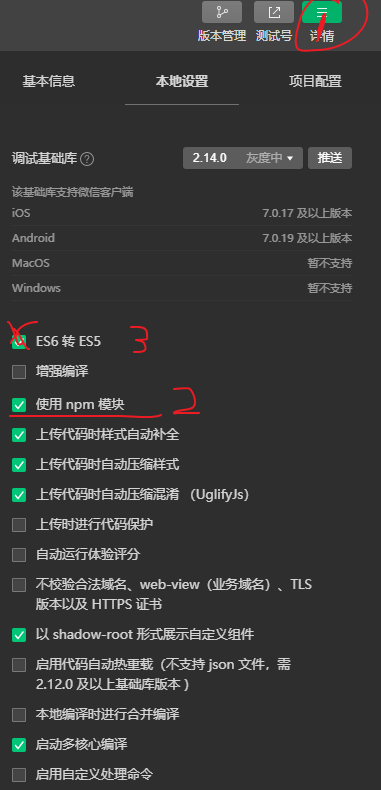 版本管理 测试号 详情
基本信息 本地设置 项目配置
调试基础库 ? 2.14.0 灰度中 推送
该基础库支持微信客户端
iOS 7.0.17 及以上版本
Android 7.0.19 及以上版本
MacOS 暂不支持
Windows 暂不支持
ES6 转 ES5 3
增强编译
使用 npm 模块 2
上传代码时样式自动补全
上传代码时自动压缩样式
上传代码时自动压缩混淆 （UglifyJs）
上传时进行代码保护
自动运行体验评分
不校验合法域名、web-view（业务域名）、TLS
版本以及 HTTPS 证书
以 shadow-root 形式展示自定义组件
启用代码自动热重载（不支持 json 文件，需
2.12.0 及以上基础库版本 ）
本地编译时进行合并编译
启动多核心编译
启用自定义处理命令